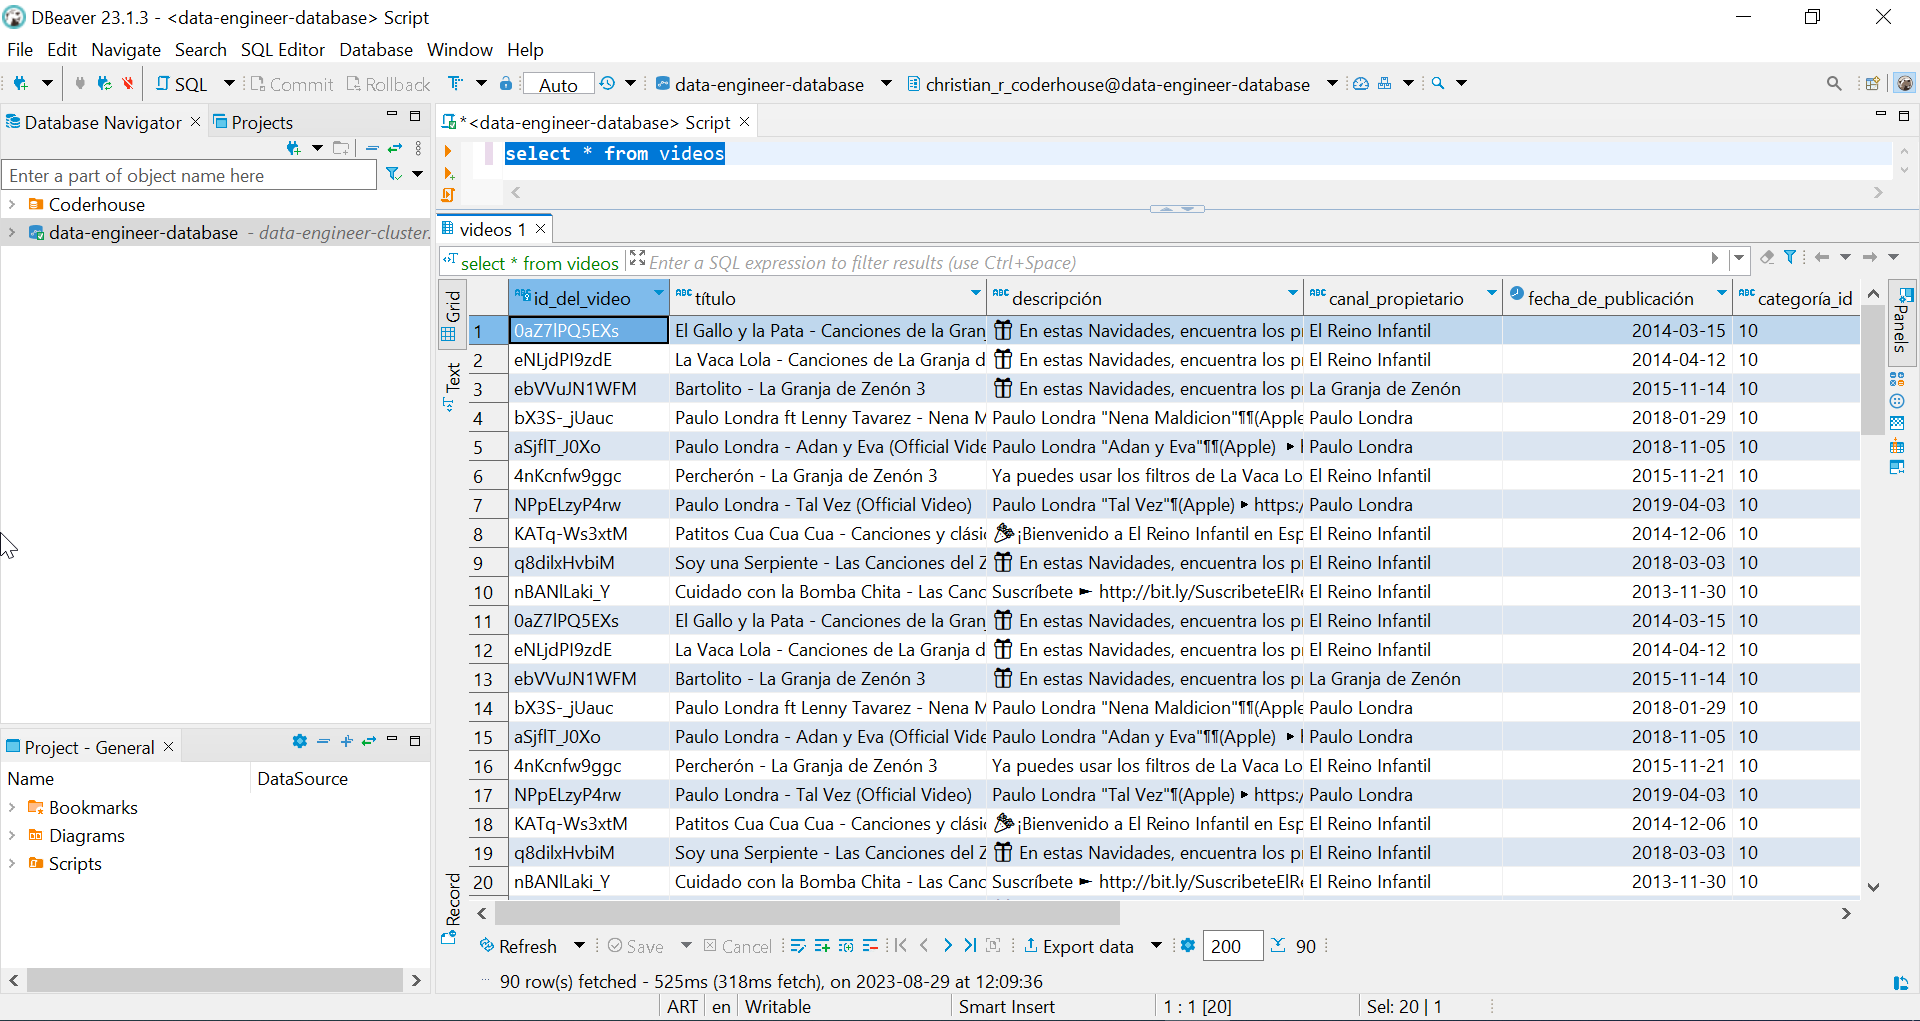 DBeaver 23.1.3 - <data-engineer-database> Script
File Edit Navigate Search SQL Editor Database Window Help
SQL Commit Rollback Auto data-engineer-database christian_r_coderhouse@data-engineer-database
Database Navigator Projects
Enter a part of object name here
Coderhouse
data-engineer-database - data-engineer-cluster.
Project - General
Name DataSource
Bookmarks
Diagrams
Scripts
*<data-engineer-database> Script
select * from videos
videos 1
select * from videos Enter a SQL expression to filter results (use Ctrl+Space)
Grid
Text
Record
Panels
id_del_video título descripción canal_propietario fecha_de_publicación categoría_id
1 0aZ7lPQ5EXs El Gallo y la Pata - Canciones de la Gran 🎁 En estas Navidades, encuentra los p El Reino Infantil 2014-03-15 10
2 eNLjdPI9zdE La Vaca Lola - Canciones de La Granja d 🎁 En estas Navidades, encuentra los p El Reino Infantil 2014-04-12 10
3 ebVVuJN1WFM Bartolito - La Granja de Zenón 3 🎁 En estas Navidades, encuentra los p La Granja de Zenón 2015-11-14 10
4 bX3S-_jUauc Paulo Londra ft Lenny Tavarez - Nena M Paulo Londra "Nena Maldicion"¶¶(Apple Paulo Londra 2018-01-29 10
5 aSjflT_J0Xo Paulo Londra - Adan y Eva (Official Vide Paulo Londra "Adan y Eva"¶¶(Apple) ► l Paulo Londra 2018-11-05 10
6 4nKcnfw9ggc Percherón - La Granja de Zenón 3 Ya puedes usar los filtros de La Vaca Lo El Reino Infantil 2015-11-21 10
7 NPpELzyP4rw Paulo Londra - Tal Vez (Official Video) Paulo Londra "Tal Vez"¶(Apple) ► https:/ Paulo Londra 2019-04-03 10
8 KATq-Ws3xtM Patitos Cua Cua Cua - Canciones y clási ¡Bienvenido a El Reino Infantil en Esp El Reino Infantil 2014-12-06 10
9 q8dilxHvbiM Soy una Serpiente - Las Canciones del Z 🎁 En estas Navidades, encuentra los p El Reino Infantil 2018-03-03 10
10 nBANlLaki_Y Cuidado con la Bomba Chita - Las Canc Suscríbete ► http://bit.ly/SuscribeteElRe El Reino Infantil 2013-11-30 10
11 0aZ7lPQ5EXs El Gallo y la Pata - Canciones de la Gran 🎁 En estas Navidades, encuentra los p El Reino Infantil 2014-03-15 10
12 eNLjdPI9zdE La Vaca Lola - Canciones de La Granja d 🎁 En estas Navidades, encuentra los p El Reino Infantil 2014-04-12 10
13 ebVVuJN1WFM Bartolito - La Granja de Zenón 3 🎁 En estas Navidades, encuentra los p La Granja de Zenón 2015-11-14 10
14 bX3S-_jUauc Paulo Londra ft Lenny Tavarez - Nena M Paulo Londra "Nena Maldicion"¶¶(Apple Paulo Londra 2018-01-29 10
15 aSjflT_J0Xo Paulo Londra - Adan y Eva (Official Vide Paulo Londra "Adan y Eva"¶¶(Apple) ► l Paulo Londra 2018-11-05 10
16 4nKcnfw9ggc Percherón - La Granja de Zenón 3 Ya puedes usar los filtros de La Vaca Lo El Reino Infantil 2015-11-21 10
17 NPpELzyP4rw Paulo Londra - Tal Vez (Official Video) Paulo Londra "Tal Vez"¶(Apple) ► https:/ Paulo Londra 2019-04-03 10
18 KATq-Ws3xtM Patitos Cua Cua Cua - Canciones y clási ¡Bienvenido a El Reino Infantil en Esp El Reino Infantil 2014-12-06 10
19 q8dilxHvbiM Soy una Serpiente - Las Canciones del Z 🎁 En estas Navidades, encuentra los p El Reino Infantil 2018-03-03 10
20 nBANlLaki_Y Cuidado con la Bomba Chita - Las Canc Suscríbete ► http://bit.ly/SuscribeteElRe El Reino Infantil 2013-11-30 10
Refresh Save Cancel Export data 200 90
90 row(s) fetched - 525ms (318ms fetch), on 2023-08-29 at 12:09:36
ART en Writable Smart Insert 1 : 1 [20] Sel: 20 | 1